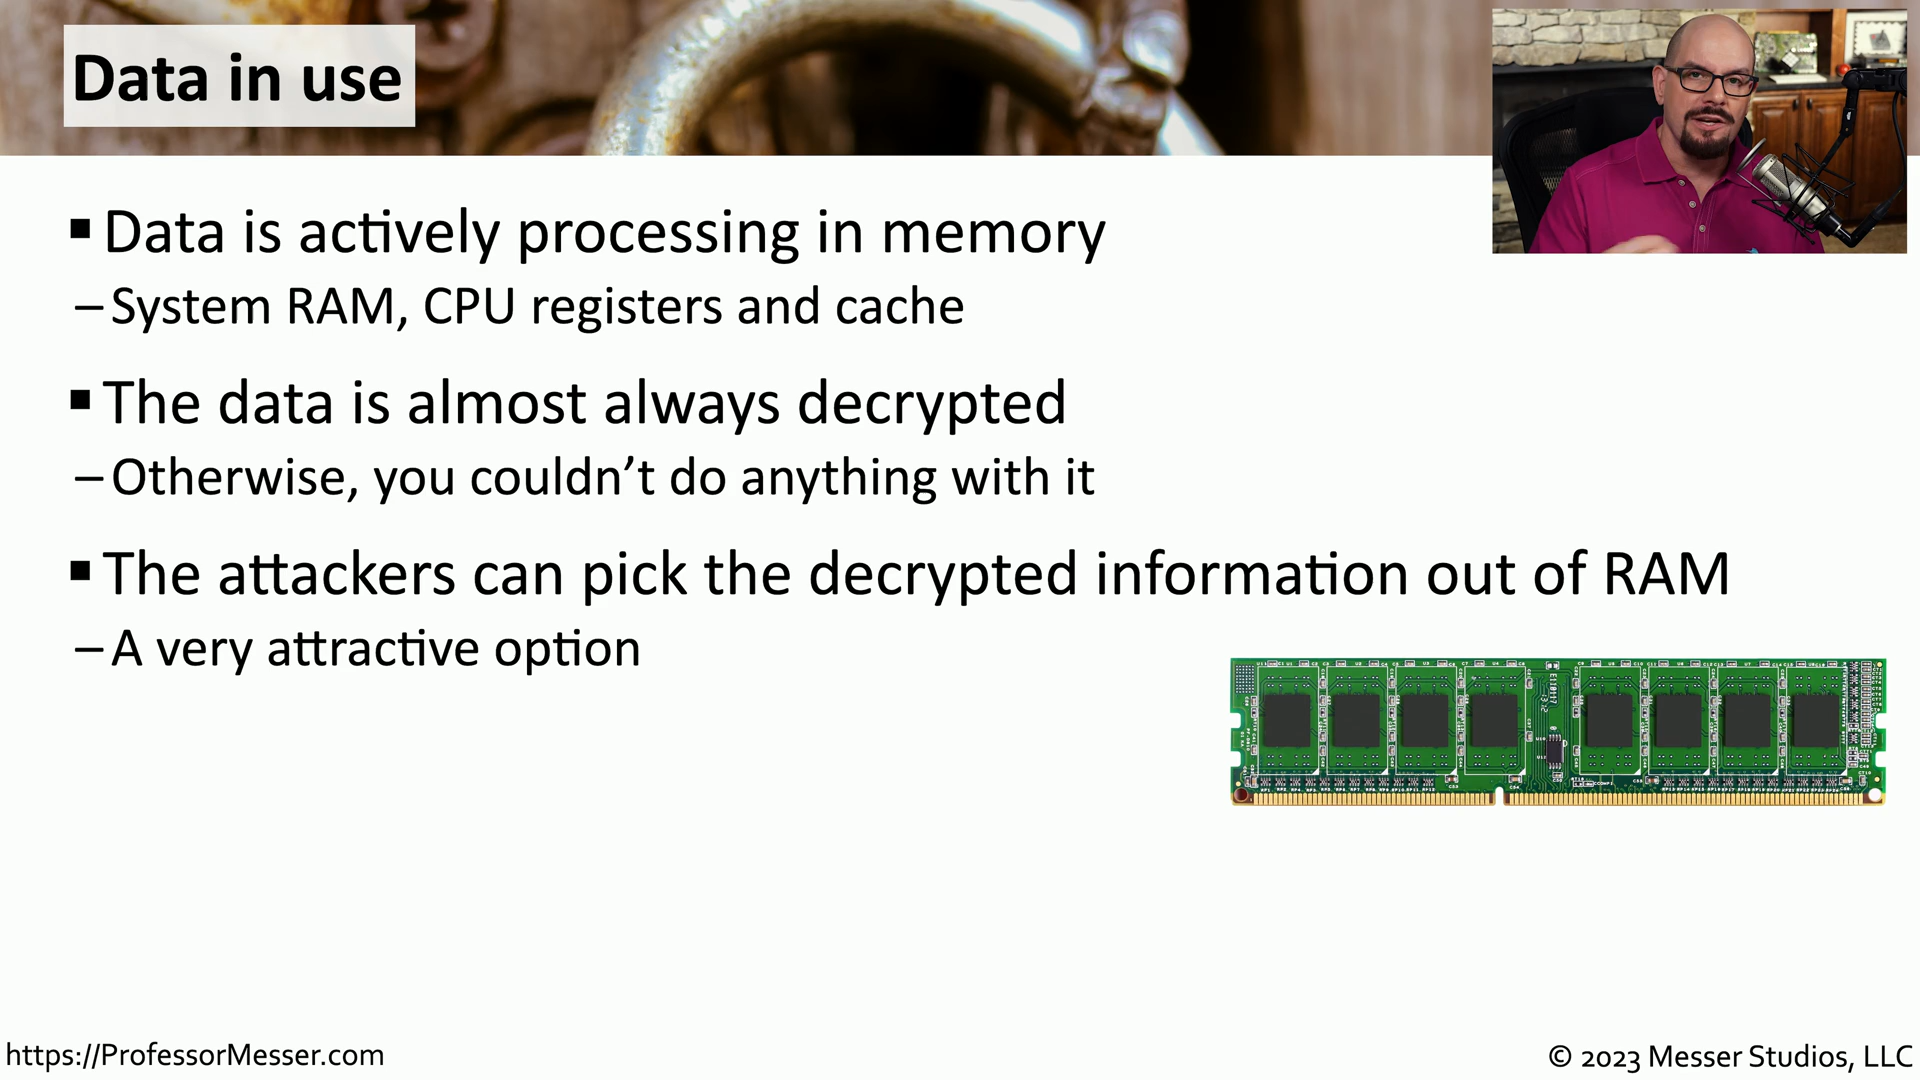 Data in use
▪ Data is actively processing in memory
– System RAM, CPU registers and cache
▪ The data is almost always decrypted
– Otherwise, you couldn’t do anything with it
▪ The attackers can pick the decrypted information out of RAM
– A very attractive option
https://ProfessorMesser.com
© 2023 Messer Studios, LLC